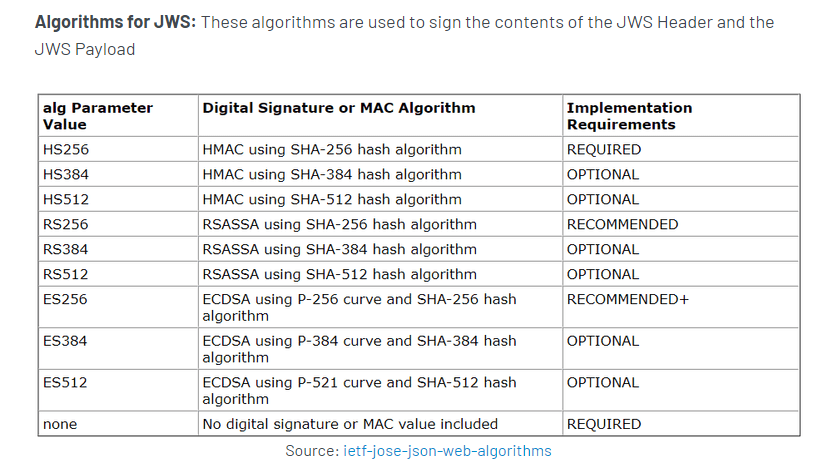 Algorithms for JWS: These algorithms are used to sign the contents of the JWS Header and the
JWS Payload
alg Parameter Value Digital Signature or MAC Algorithm Implementation Requirements
HS256 HMAC using SHA-256 hash algorithm REQUIRED
HS384 HMAC using SHA-384 hash algorithm OPTIONAL
HS512 HMAC using SHA-512 hash algorithm OPTIONAL
RS256 RSASSA using SHA-256 hash algorithm RECOMMENDED
RS384 RSASSA using SHA-384 hash algorithm OPTIONAL
RS512 RSASSA using SHA-512 hash algorithm OPTIONAL
ES256 ECDSA using P-256 curve and SHA-256 hash algorithm RECOMMENDED+
ES384 ECDSA using P-384 curve and SHA-384 hash algorithm OPTIONAL
ES512 ECDSA using P-521 curve and SHA-512 hash algorithm OPTIONAL
none No digital signature or MAC value included REQUIRED
Source: ietf-jose-json-web-algorithms